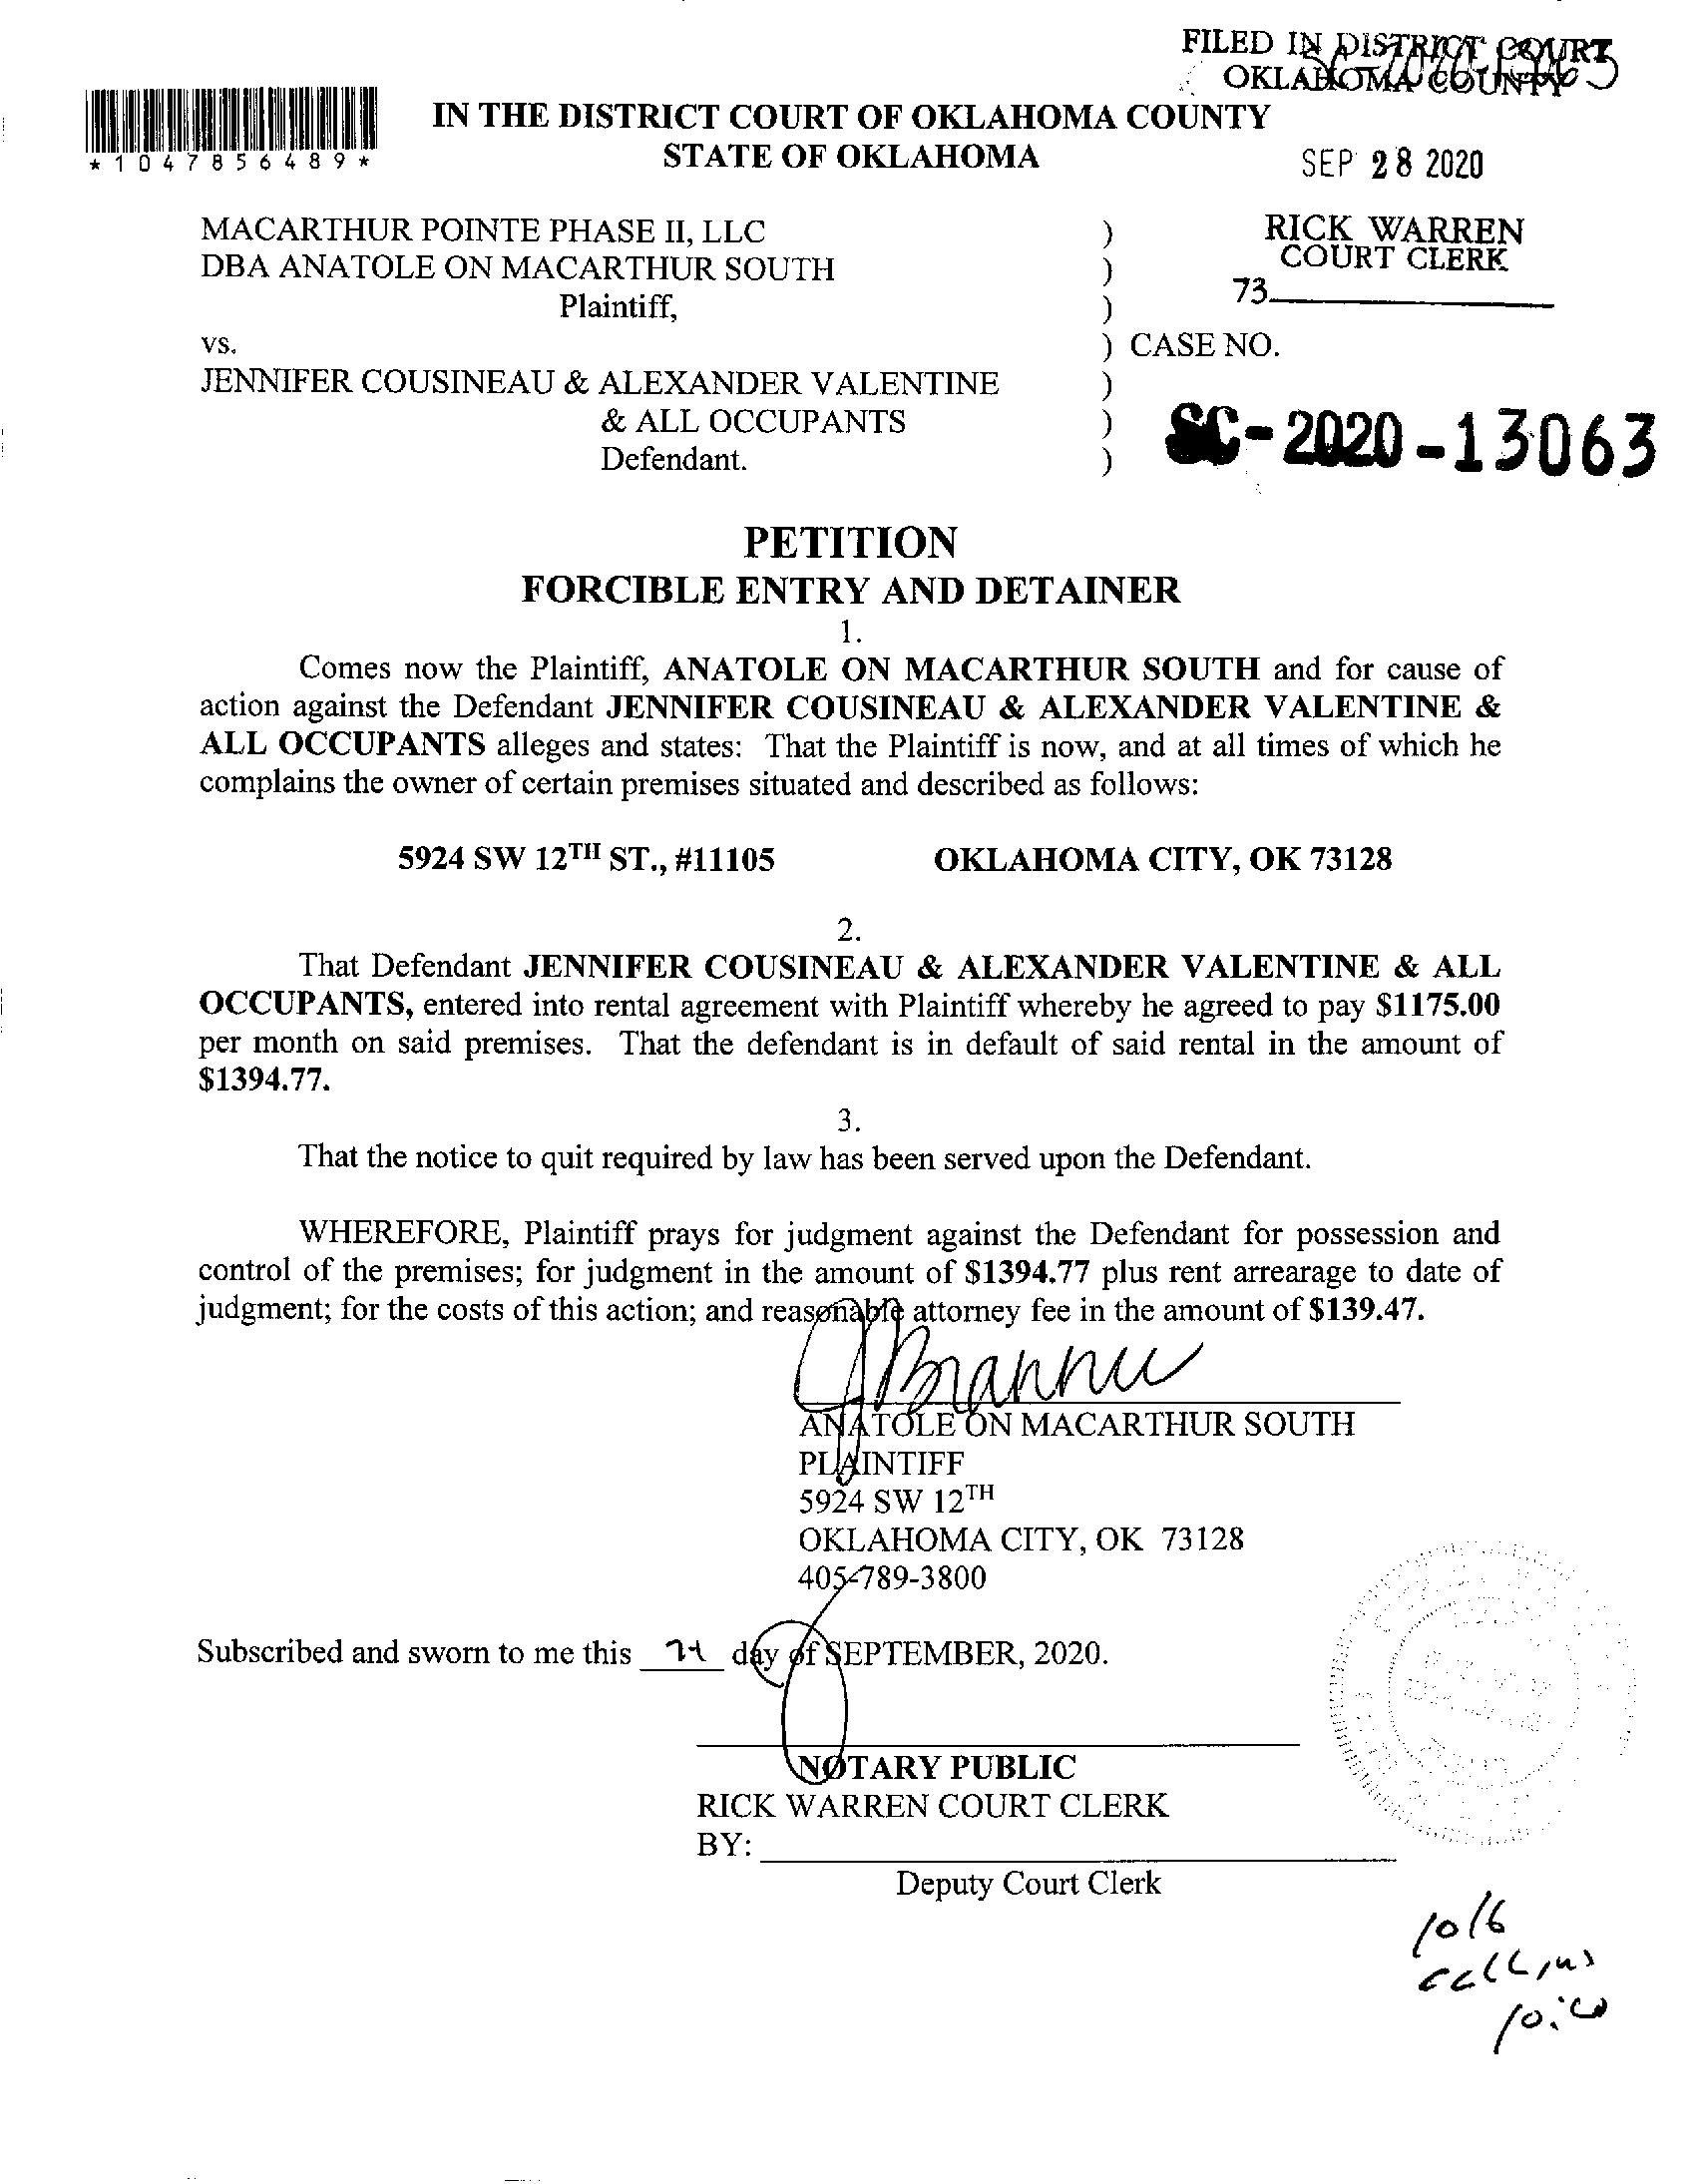 FILED IN DISTRICT COURT
OKLAHOMA COUNTY
*1047856489*
IN THE DISTRICT COURT OF OKLAHOMA COUNTY
STATE OF OKLAHOMA
SEP 28 2020
MACARTHUR POINTE PHASE II, LLC )
DBA ANATOLE ON MACARTHUR SOUTH )
Plaintiff, )
RICK WARREN
COURT CLERK
73
vs. ) CASE NO.
JENNIFER COUSINEAU & ALEXANDER VALENTINE )
& ALL OCCUPANTS )
Defendant. )
SC-2020-13063
PETITION
FORCIBLE ENTRY AND DETAINER
1.
Comes now the Plaintiff, ANATOLE ON MACARTHUR SOUTH and for cause of
action against the Defendant JENNIFER COUSINEAU & ALEXANDER VALENTINE &
ALL OCCUPANTS alleges and states: That the Plaintiff is now, and at all times of which he
complains the owner of certain premises situated and described as follows:
5924 SW 12TH ST., #11105 OKLAHOMA CITY, OK 73128
2.
That Defendant JENNIFER COUSINEAU & ALEXANDER VALENTINE & ALL
OCCUPANTS, entered into rental agreement with Plaintiff whereby he agreed to pay $1175.00
per month on said premises. That the defendant is in default of said rental in the amount of
$1394.77.
3.
That the notice to quit required by law has been served upon the Defendant.
WHEREFORE, Plaintiff prays for judgment against the Defendant for possession and
control of the premises; for judgment in the amount of $1394.77 plus rent arrearage to date of
judgment; for the costs of this action; and reasonable attorney fee in the amount of $139.47.
ANATOLE ON MACARTHUR SOUTH
PLAINTIFF
5924 SW 12TH
OKLAHOMA CITY, OK 73128
405-789-3800
Subscribed and sworn to me this day of SEPTEMBER, 2020.
NOTARY PUBLIC
RICK WARREN COURT CLERK
BY:
Deputy Court Clerk
10/6